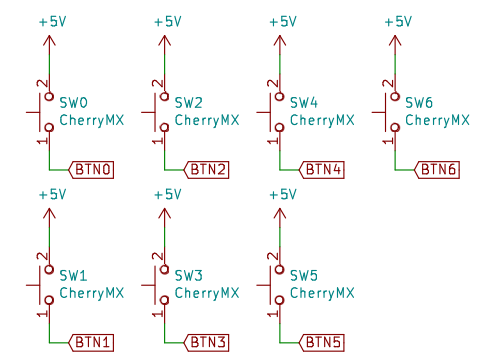 +5V +5V +5V +5V
2 2 2 2
SW0 SW2 SW4 SW6
CherryMX CherryMX CherryMX CherryMX
1 1 1 1
BTN0 BTN2 BTN4 BTN6
+5V +5V +5V
2 2 2
SW1 SW3 SW5
CherryMX CherryMX CherryMX
1 1 1
BTN1 BTN3 BTN5